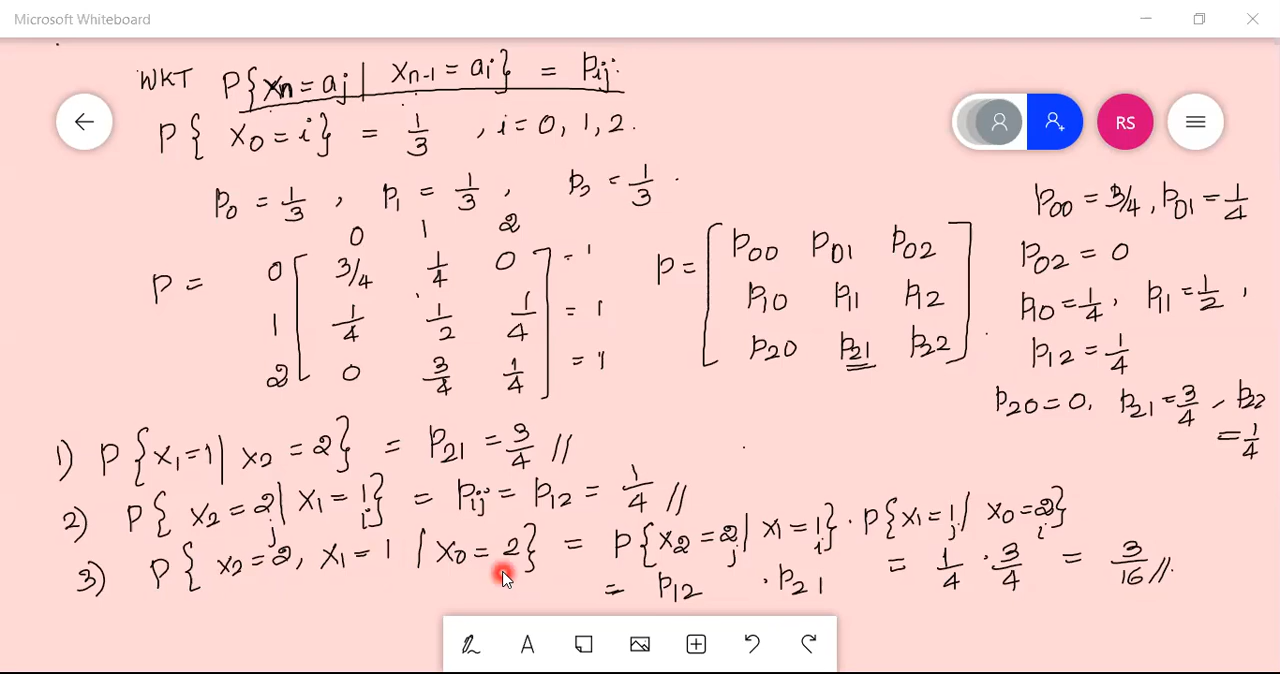 Microsoft Whiteboard
WKT P{Xn = aj | Xn-1 = ai} = Pij.
P{ X0 = i} = 1/3 , i = 0, 1, 2.
RS
P0 = 1/3 , P1 = 1/3 , P2 = 1/3 .
0 1 2
P = 0 [ 3/4 1/4 0 ] = 1
1 [ 1/4 1/2 1/4 ] = 1
2 [ 0 3/4 1/4 ] = 1
P = [ P00 P01 P02
P10 P11 P12
P20 P21 P22 ] .
P00 = 3/4, P01 = 1/4
P02 = 0
P10 = 1/4, P11 = 1/2 ,
P12 = 1/4
P20 = 0, P21 = 3/4 , P22
= 1/4
1) P{X1 = 1 | X2 = 2} = P21 = 3/4 //
2) P{ X2 = 2 | X1 = 1} = Pij = P12 = 1/4 //
j i
3) P{ X2 = 2, X1 = 1 | X0 = 2} = P{X2 = 2 | X1 = 1} . P{X1 = 1 | X0 = 2}
j i j i
= P12 . P21 = 1/4 . 3/4 = 3/16 //.
A